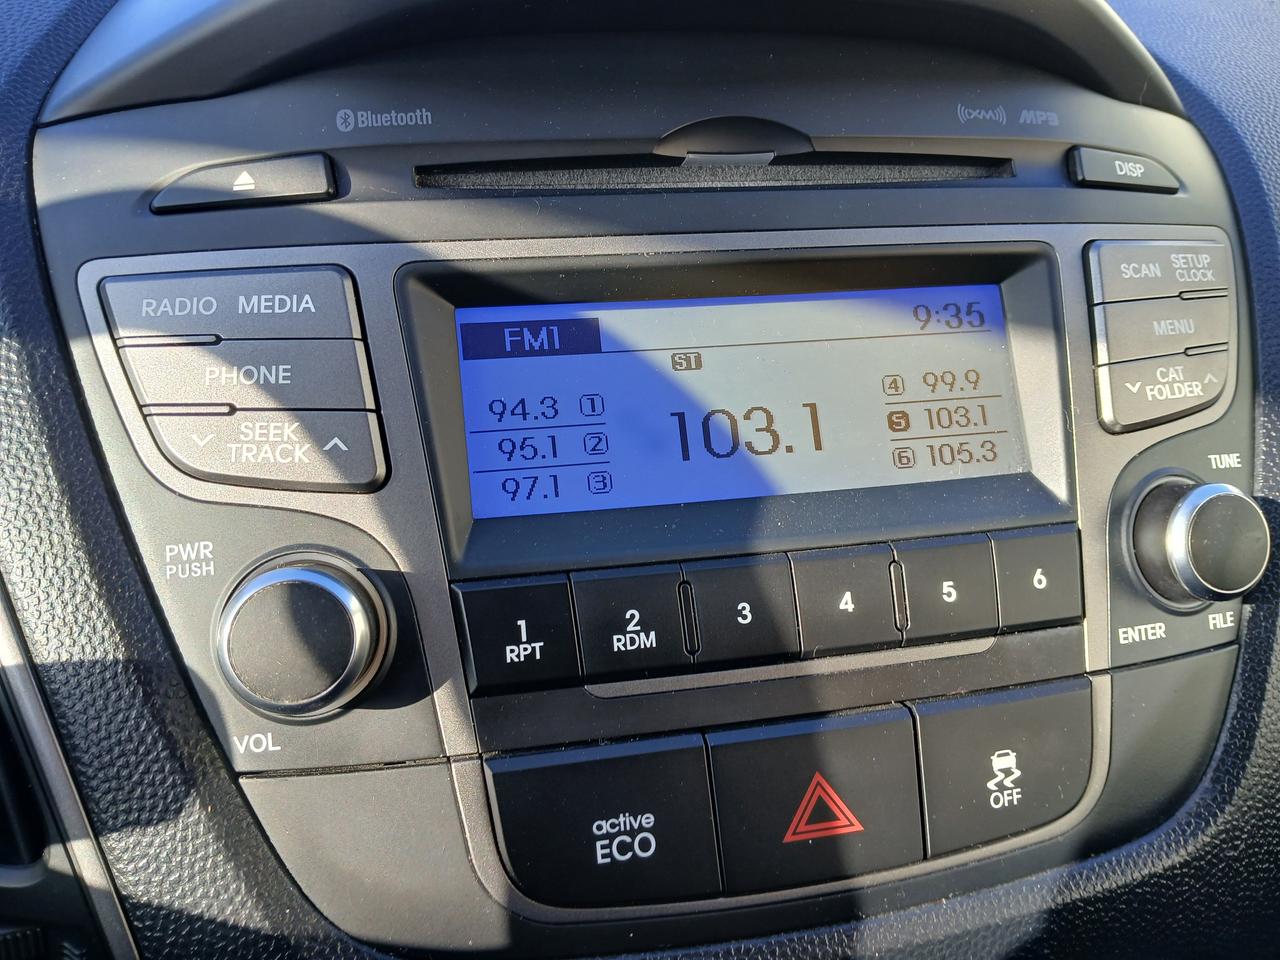 Bluetooth
((XM)) MP3
DISP
RADIO MEDIA
PHONE
SEEK
TRACK
PWR
PUSH
VOL
FM1
9:35
ST
94.3 1
95.1 2
97.1 3
103.1
4 99.9
5 103.1
6 105.3
SCAN
SETUP
CLOCK
MENU
CAT
FOLDER
TUNE
ENTER
FILE
1
RPT
2
RDM
3
4
5
6
active
ECO
OFF